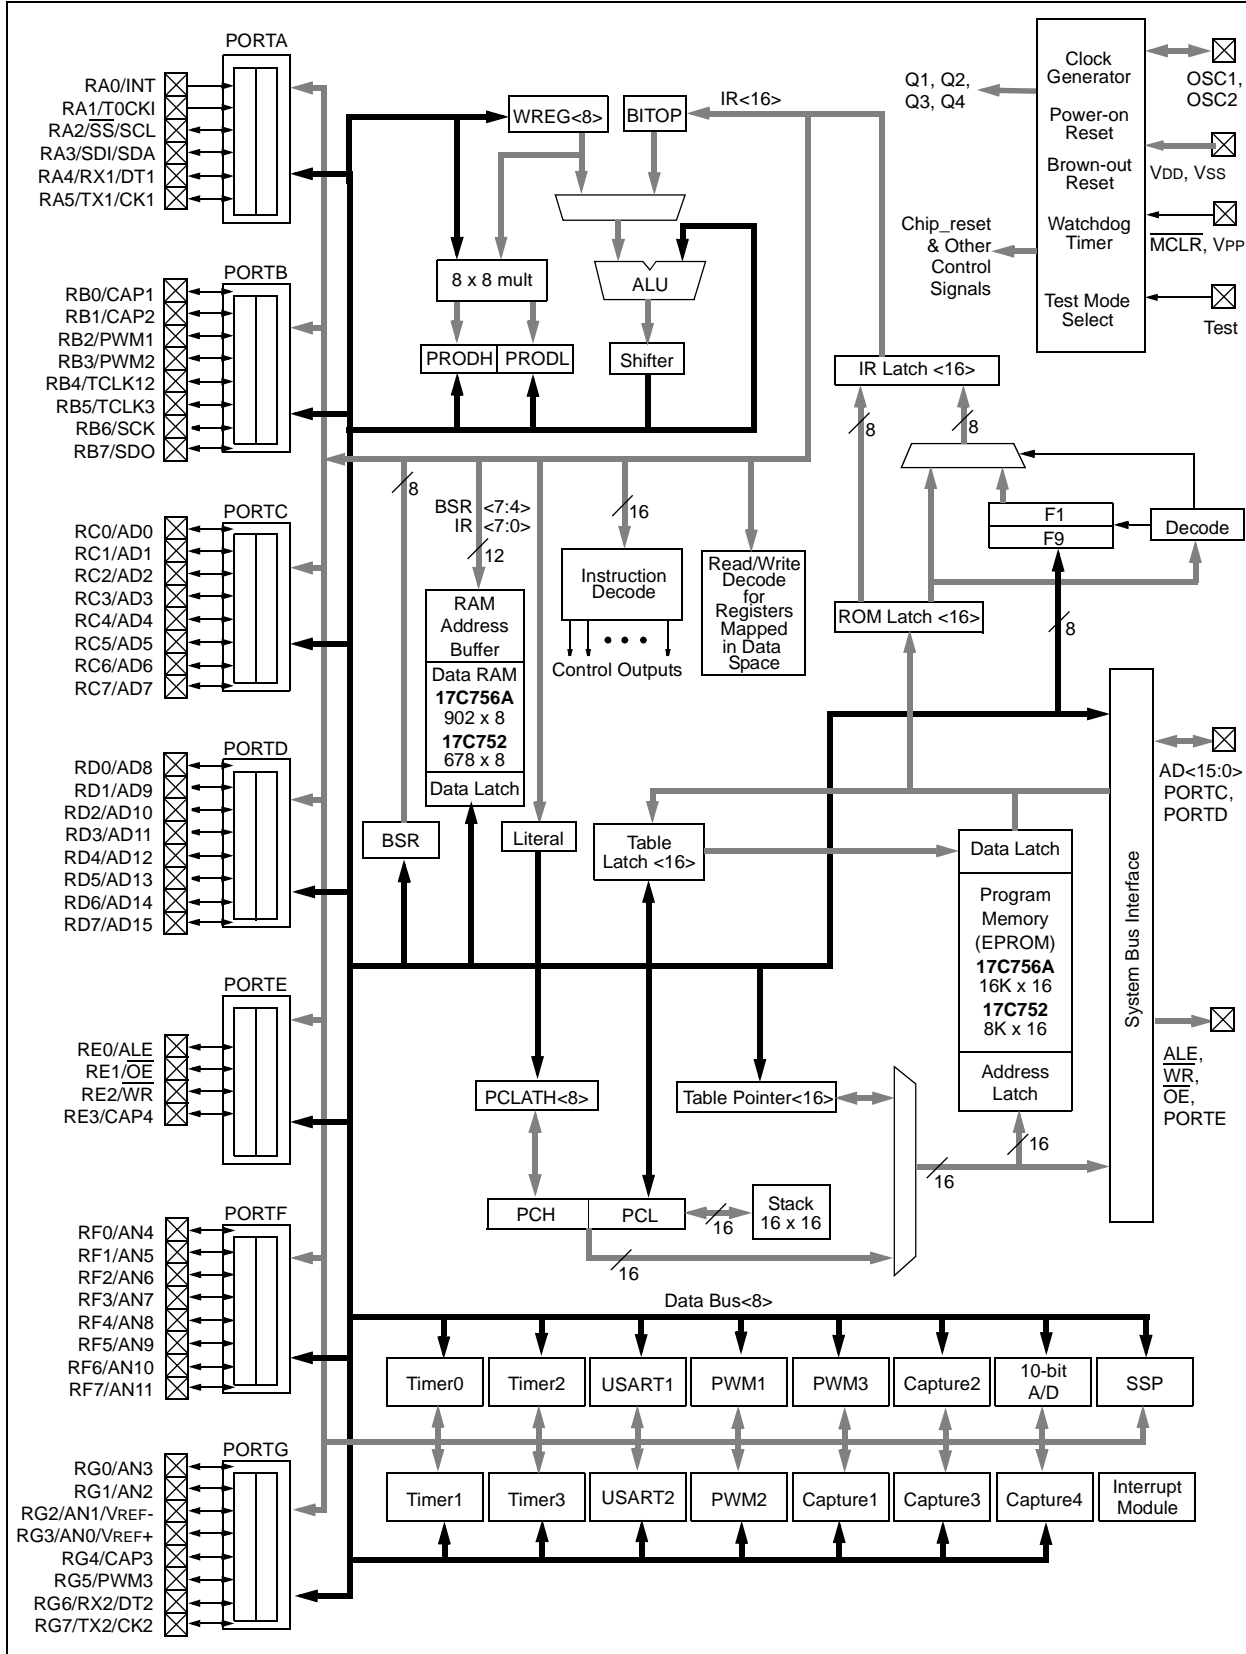 PORTA
RA0/INT
RA1/T0CKI
RA2/SS/SCL
RA3/SDI/SDA
RA4/RX1/DT1
RA5/TX1/CK1
PORTB
RB0/CAP1
RB1/CAP2
RB2/PWM1
RB3/PWM2
RB4/TCLK12
RB5/TCLK3
RB6/SCK
RB7/SDO
PORTC
RC0/AD0
RC1/AD1
RC2/AD2
RC3/AD3
RC4/AD4
RC5/AD5
RC6/AD6
RC7/AD7
PORTD
RD0/AD8
RD1/AD9
RD2/AD10
RD3/AD11
RD4/AD12
RD5/AD13
RD6/AD14
RD7/AD15
PORTE
RE0/ALE
RE1/OE
RE2/WR
RE3/CAP4
PORTF
RF0/AN4
RF1/AN5
RF2/AN6
RF3/AN7
RF4/AN8
RF5/AN9
RF6/AN10
RF7/AN11
PORTG
RG0/AN3
RG1/AN2
RG2/AN1/VREF-
RG3/AN0/VREF+
RG4/CAP3
RG5/PWM3
RG6/RX2/DT2
RG7/TX2/CK2
WREG<8>
BITOP
IR<16>
8 x 8 mult
ALU
PRODH
PRODL
Shifter
Q1, Q2,
Q3, Q4
Chip_reset
& Other
Control
Signals
Clock
Generator
Power-on
Reset
Brown-out
Reset
Watchdog
Timer
Test Mode
Select
OSC1,
OSC2
VDD, VSS
MCLR, VPP
Test
IR Latch <16>
8
8
F1
F9
Decode
ROM Latch <16>
8
8
BSR <7:4>
IR <7:0>
12
16
RAM
Address
Buffer
Data RAM
17C756A
902 x 8
17C752
678 x 8
Data Latch
Instruction
Decode
Control Outputs
Read/Write
Decode
for
Registers
Mapped
in Data
Space
BSR
Literal
Table
Latch <16>
Data Latch
Program
Memory
(EPROM)
17C756A
16K x 16
17C752
8K x 16
Address
Latch
System Bus Interface
AD<15:0>
PORTC,
PORTD
ALE,
WR,
OE,
PORTE
PCLATH<8>
Table Pointer<16>
16
16
PCH
PCL
16
Stack
16 x 16
16
Data Bus<8>
Timer0
Timer2
USART1
PWM1
PWM3
Capture2
10-bit
A/D
SSP
Timer1
Timer3
USART2
PWM2
Capture1
Capture3
Capture4
Interrupt
Module